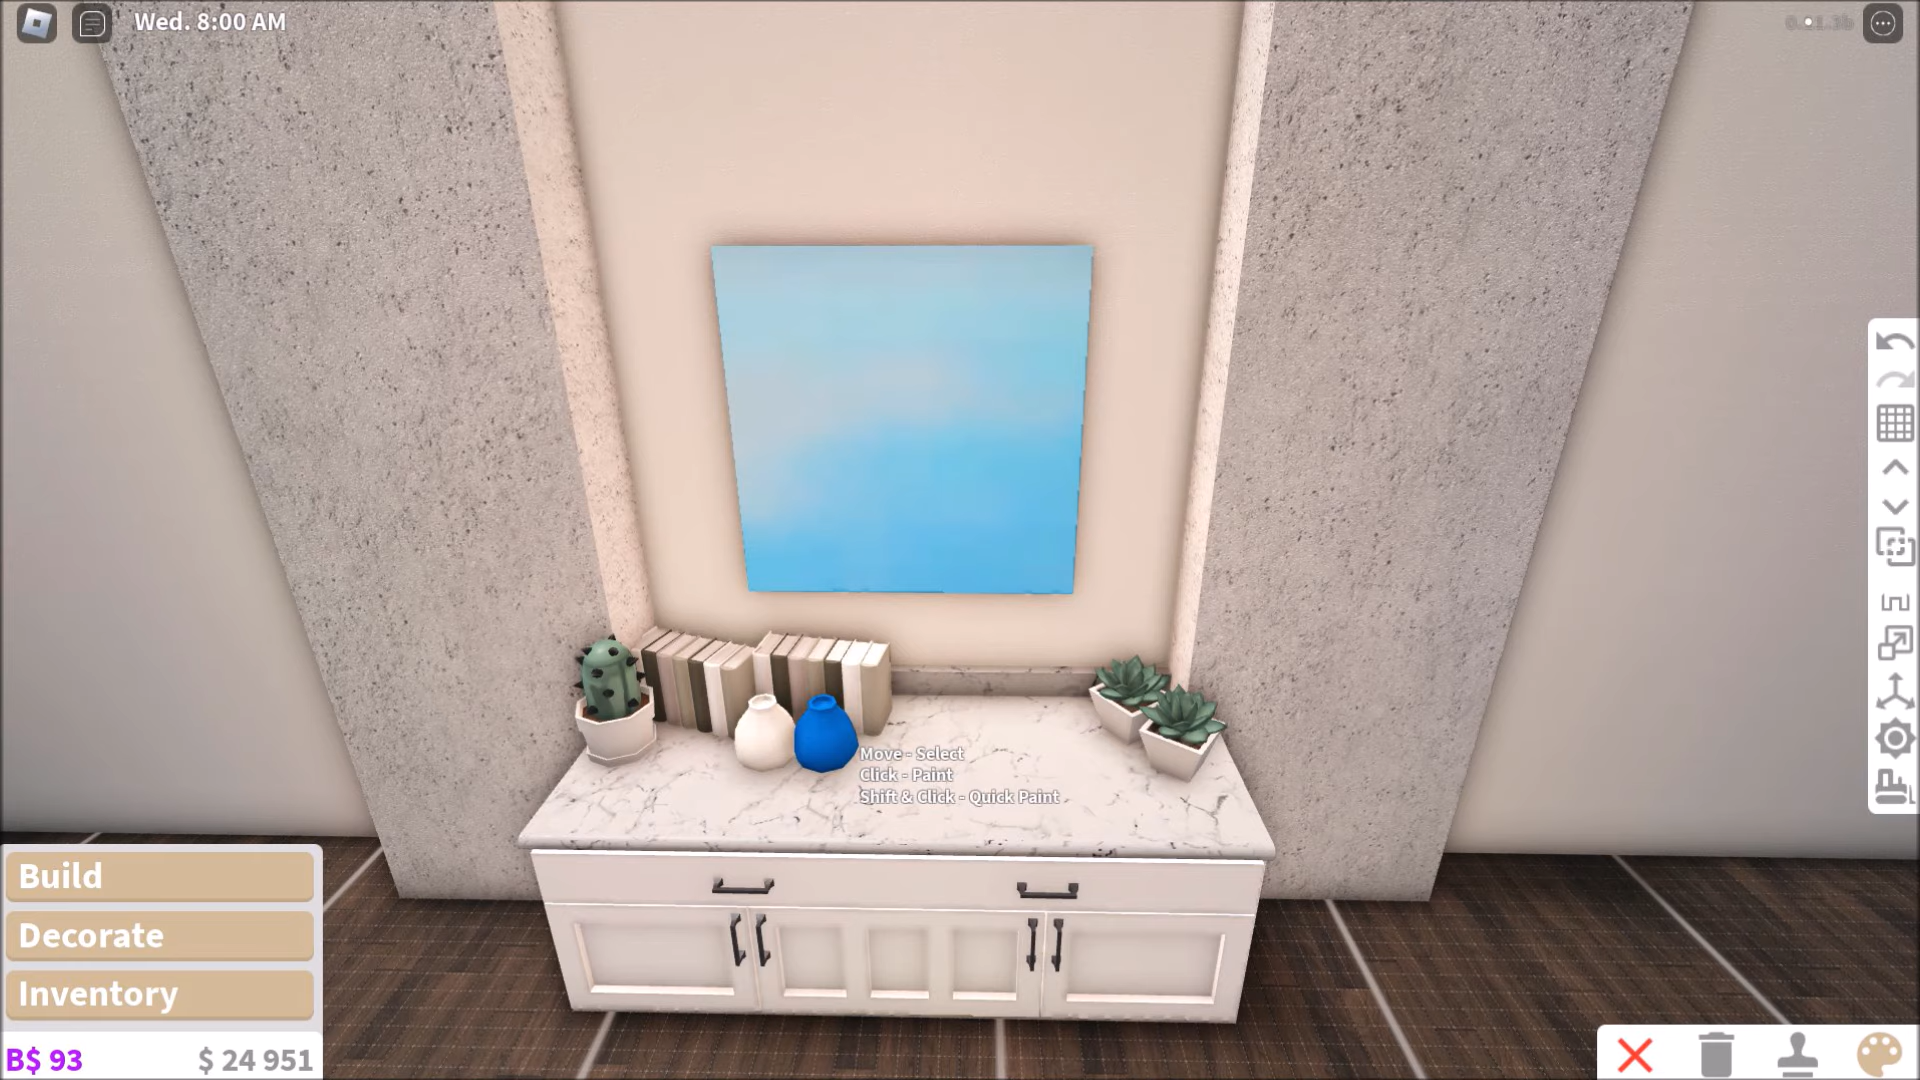 Wed. 8:00 AM
Move - Select
Click - Paint
Shift & Click - Quick Paint
Build
Decorate
Inventory
B$ 93
$ 24 951